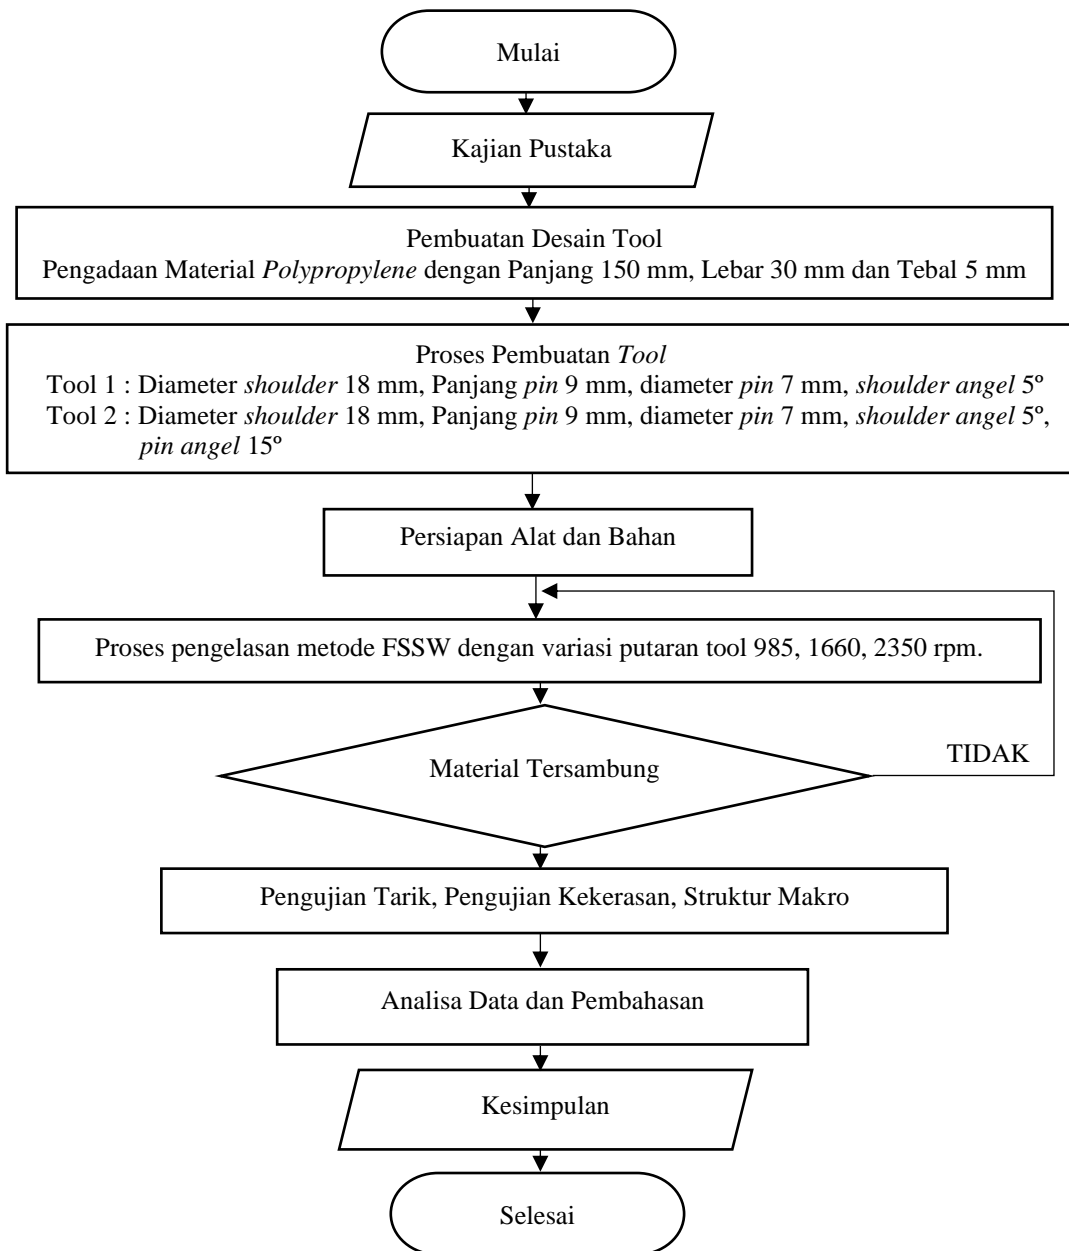 Mulai
Kajian Pustaka
Pembuatan Desain Tool
Pengadaan Material Polypropylene dengan Panjang 150 mm, Lebar 30 mm dan Tebal 5 mm
Proses Pembuatan Tool
Tool 1 : Diameter shoulder 18 mm, Panjang pin 9 mm, diameter pin 7 mm, shoulder angel 5º
Tool 2 : Diameter shoulder 18 mm, Panjang pin 9 mm, diameter pin 7 mm, shoulder angel 5º,
pin angel 15º
Persiapan Alat dan Bahan
Proses pengelasan metode FSSW dengan variasi putaran tool 985, 1660, 2350 rpm.
Material Tersambung
TIDAK
Pengujian Tarik, Pengujian Kekerasan, Struktur Makro
Analisa Data dan Pembahasan
Kesimpulan
Selesai